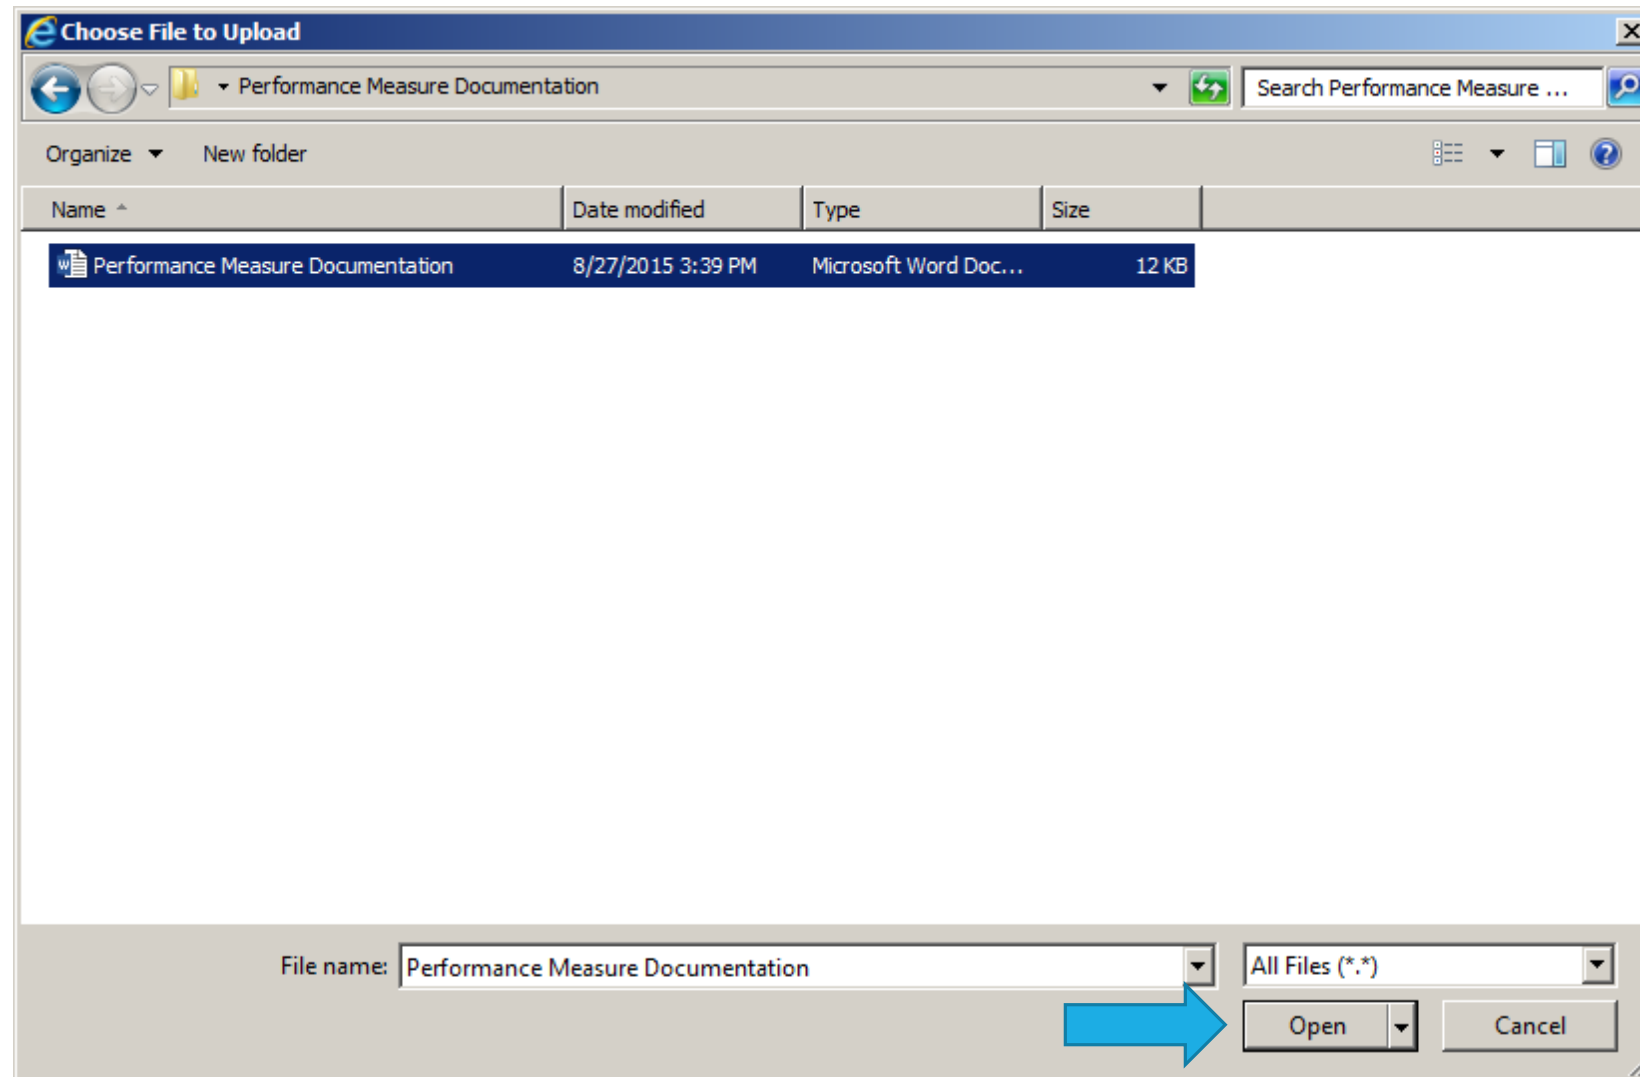 Choose File to Upload
Performance Measure Documentation
Search Performance Measure ...
Organize New folder
Name Date modified Type Size
Performance Measure Documentation 8/27/2015 3:39 PM Microsoft Word Doc... 12 KB
File name: Performance Measure Documentation All Files (*.*)
Open Cancel